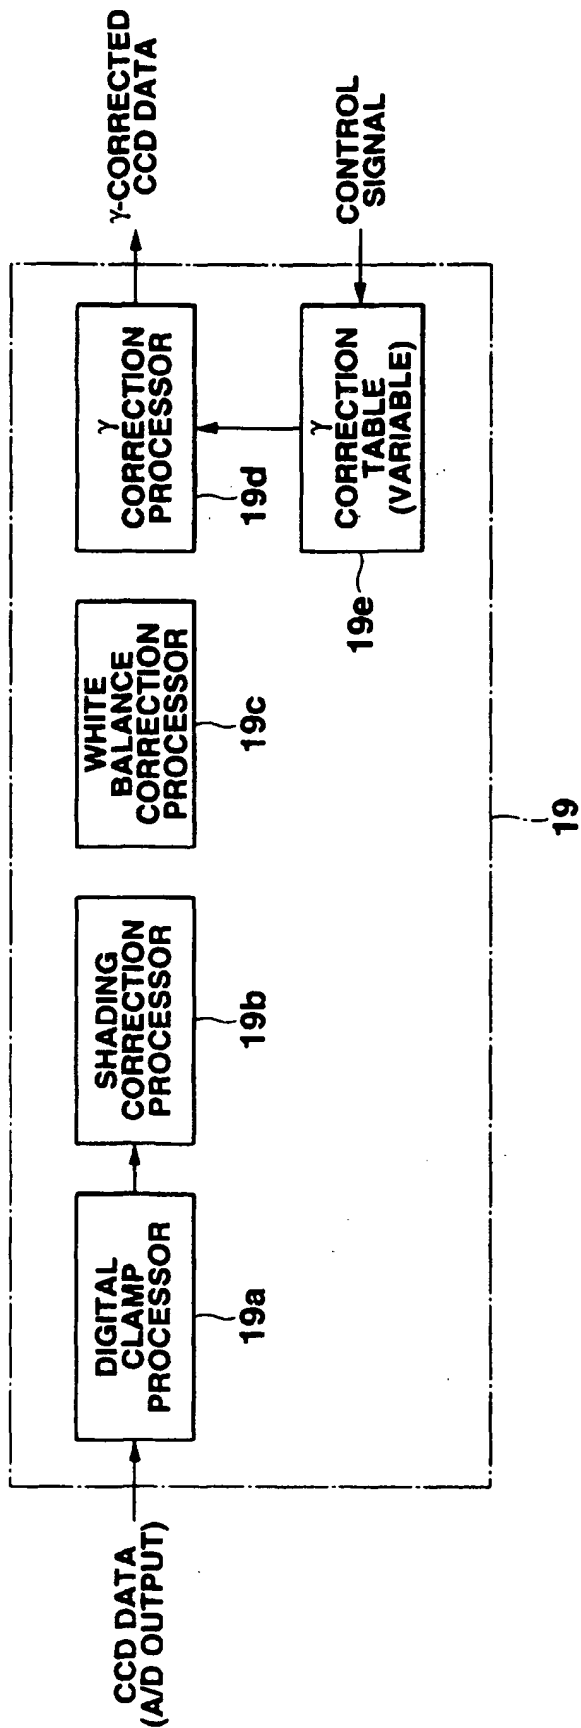 CCD DATA
(A/D OUTPUT)
DIGITAL
CLAMP
PROCESSOR
19a
SHADING
CORRECTION
PROCESSOR
19b
WHITE
BALANCE
CORRECTION
PROCESSOR
19c
γ
CORRECTION
PROCESSOR
19d
γ-CORRECTED
CCD DATA
γ
CORRECTION
TABLE
(VARIABLE)
19e
CONTROL
SIGNAL
19